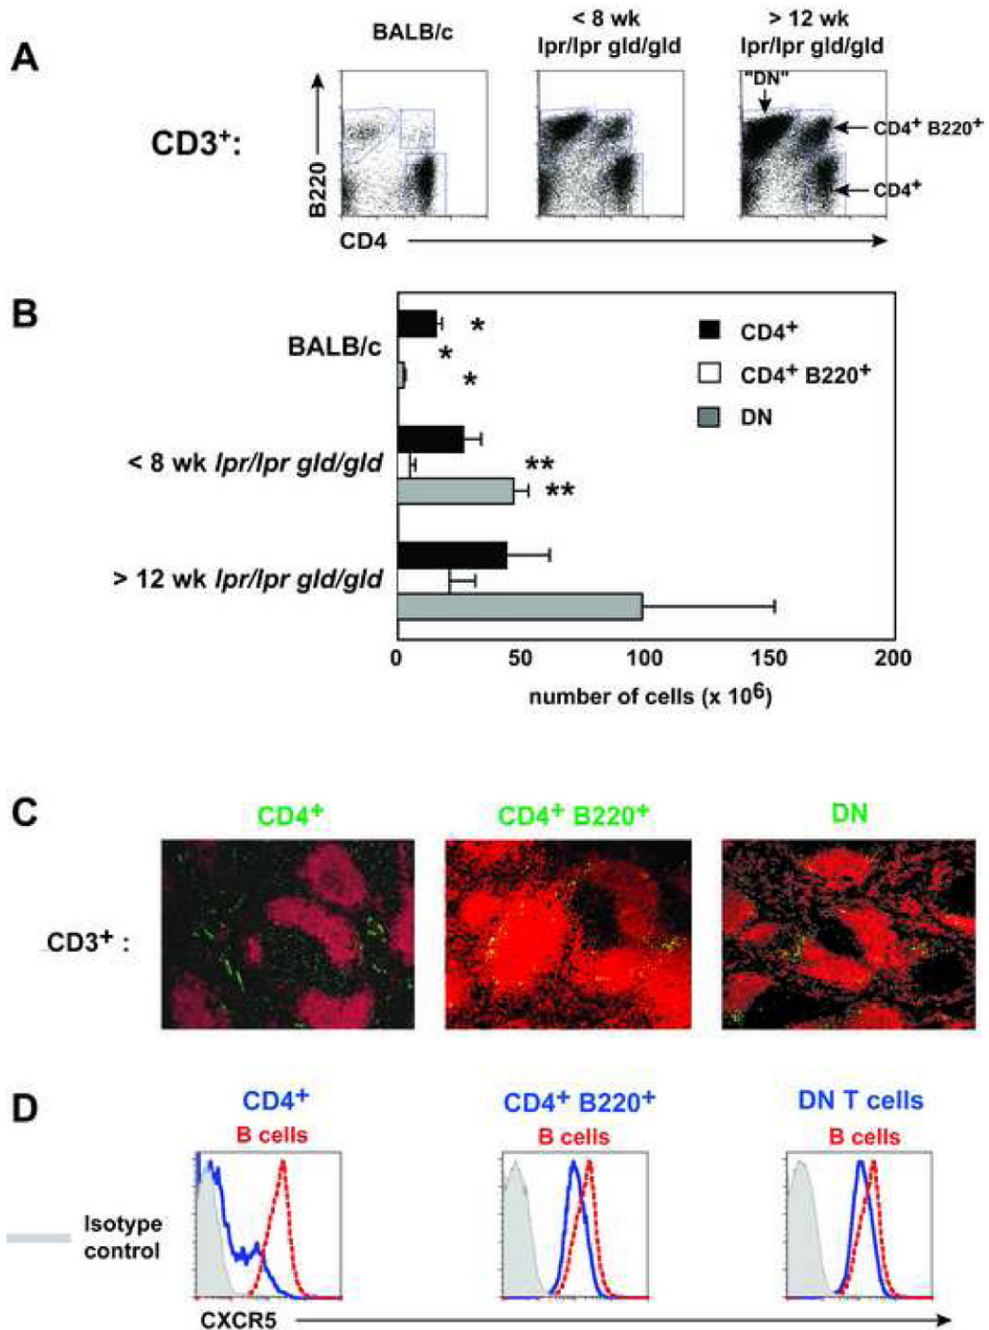 A
BALB/c
< 8 wk
lpr/lpr gld/gld
> 12 wk
lpr/lpr gld/gld
"DN"
CD3+:
B220
CD4+ B220+
CD4+
CD4
B
BALB/c
*
*
*
CD4+
CD4+ B220+
DN
< 8 wk lpr/lpr gld/gld
**
**
> 12 wk lpr/lpr gld/gld
0 50 100 150 200
number of cells (x 10⁶)
C
CD4+ CD4+ B220+ DN
CD3+ :
D
CD4+ CD4+ B220+ DN T cells
B cells B cells B cells
Isotype
control
CXCR5